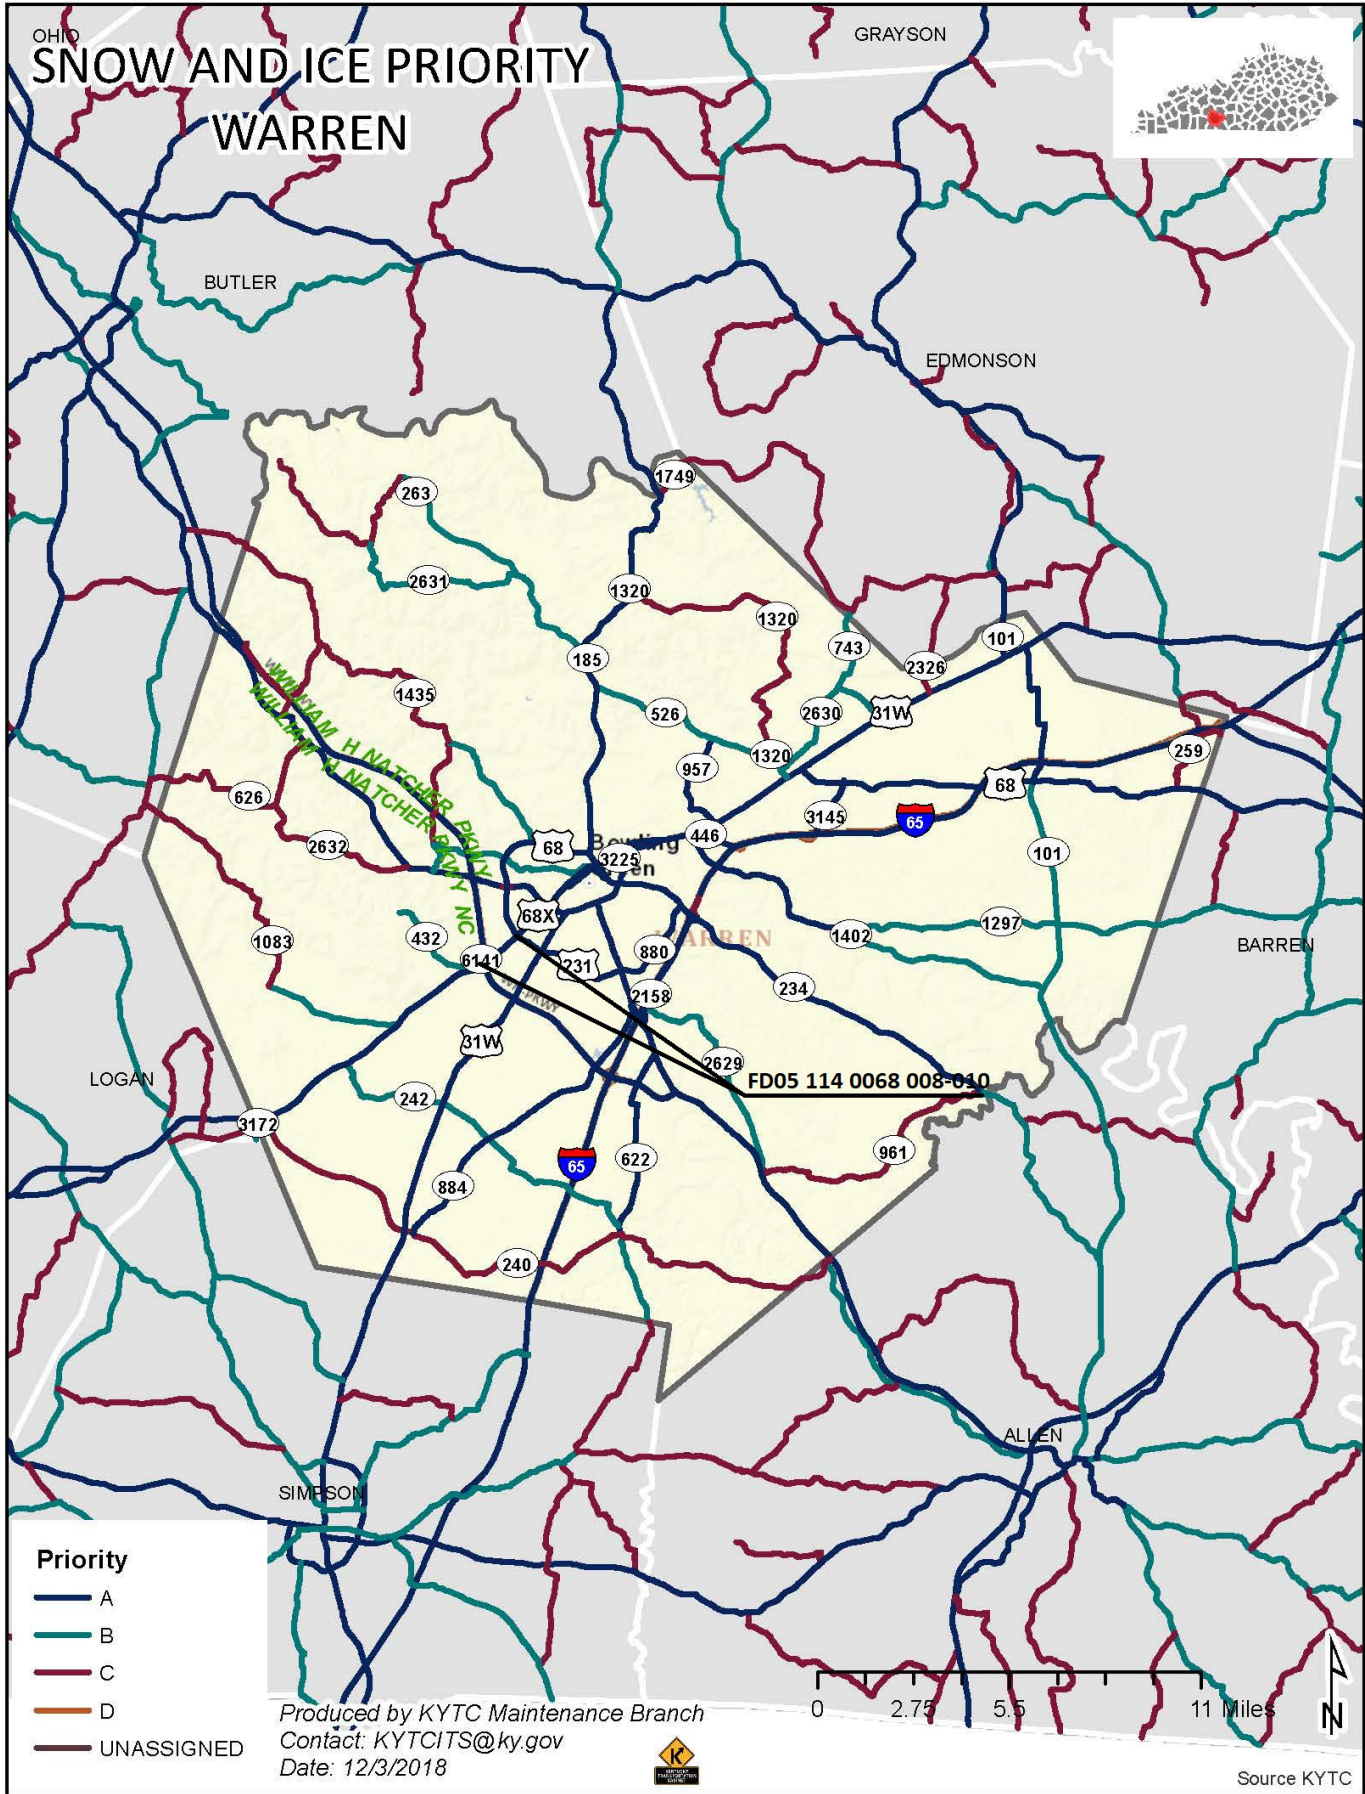 OHIO
SNOW AND ICE PRIORITY
WARREN
GRAYSON
BUTLER
EDMONSON
1749
263
2631
1320
1320
743
101
2326
185
1435
526
2630
31W
WILLIAM H NATCHER PKWY
WILLIAM H NATCHER PKWY NC
1320
957
259
626
68
3145
65
446
68
2632
3225
101
68X
1297
1083
432
1402
WARREN
BARREN
880
6141
231
234
2158
31W
2629
LOGAN
FD05 114 0068 008-010
242
3172
961
622
65
884
240
ALLEN
SIMPSON
Priority
A
B
C
D
UNASSIGNED
Produced by KYTC Maintenance Branch
Contact: KYTCITS@ky.gov
Date: 12/3/2018
KENTUCKY
TRANSPORTATION
CABINET
0 2.75 5.5 11 Miles
N
Source KYTC